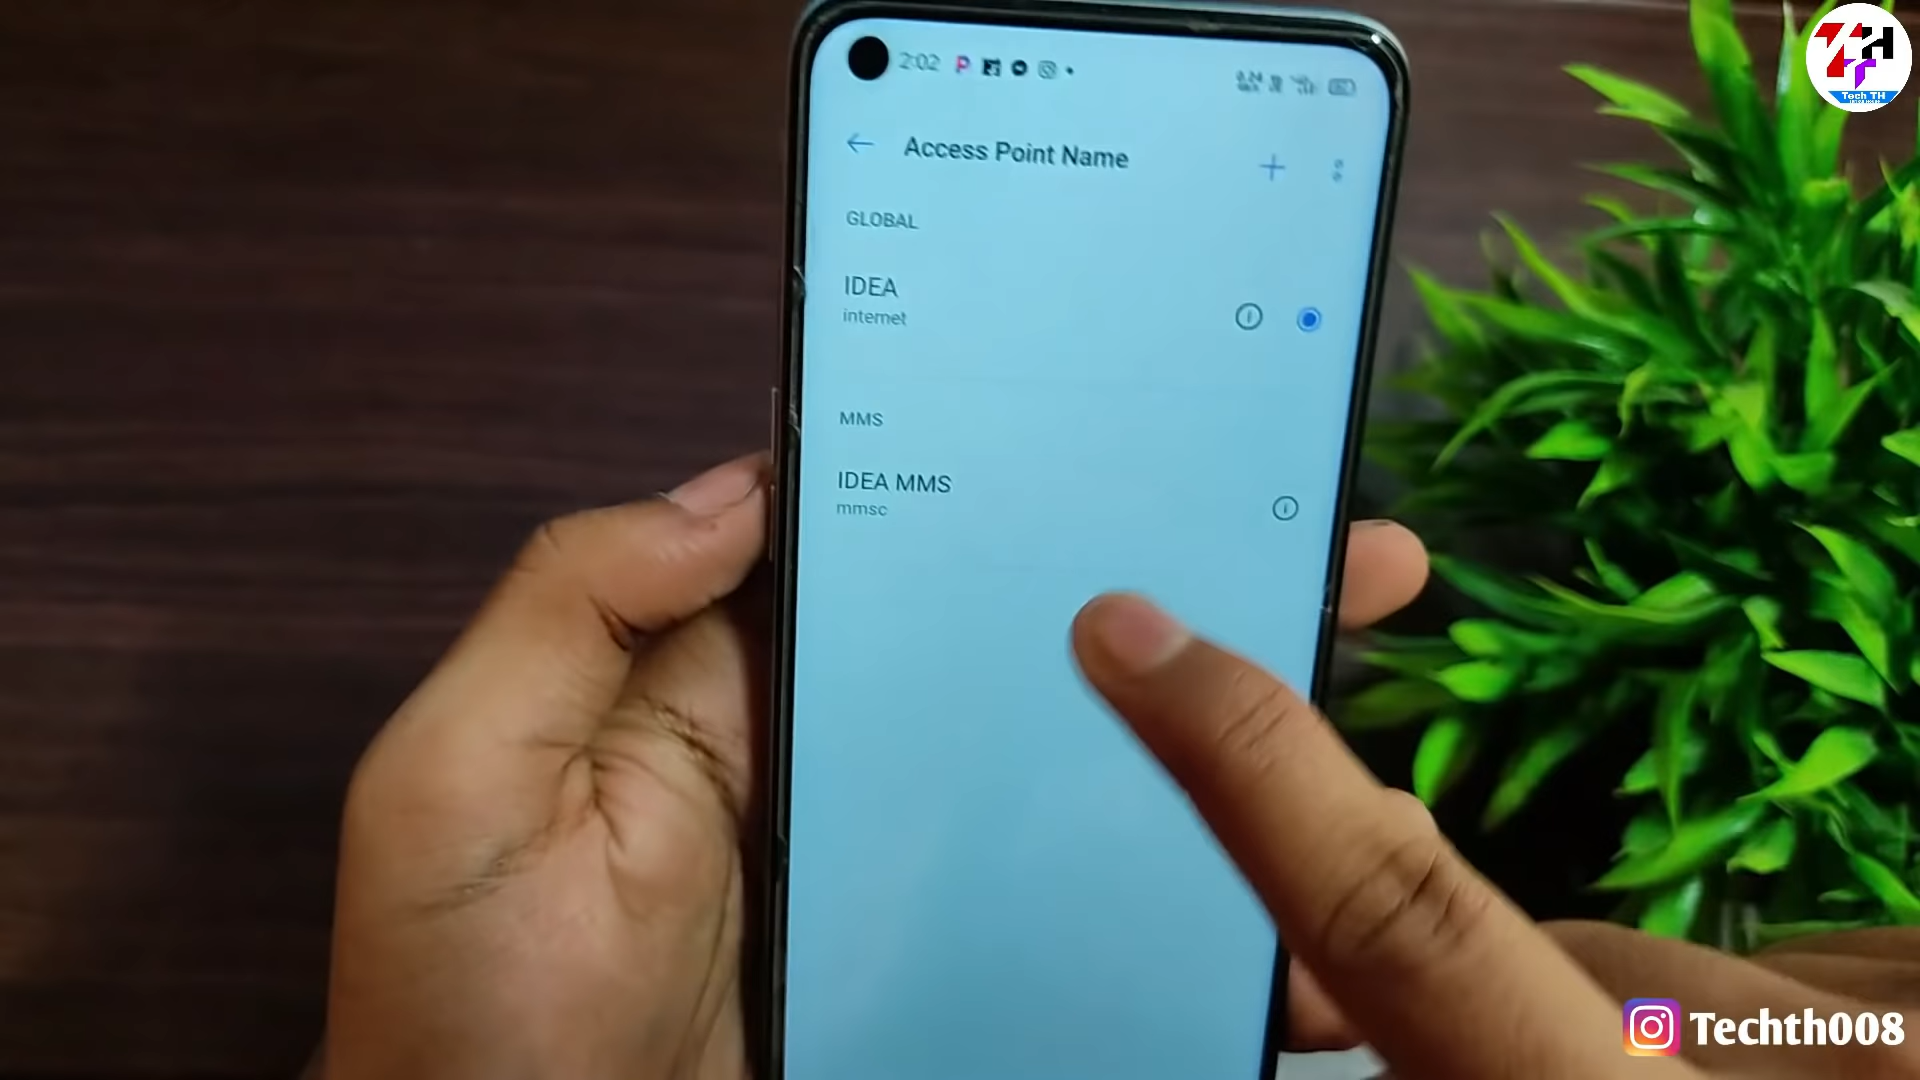 2:02
Access Point Name
GLOBAL
IDEA
internet
MMS
IDEA MMS
mmsc
Tech TH
Techth008